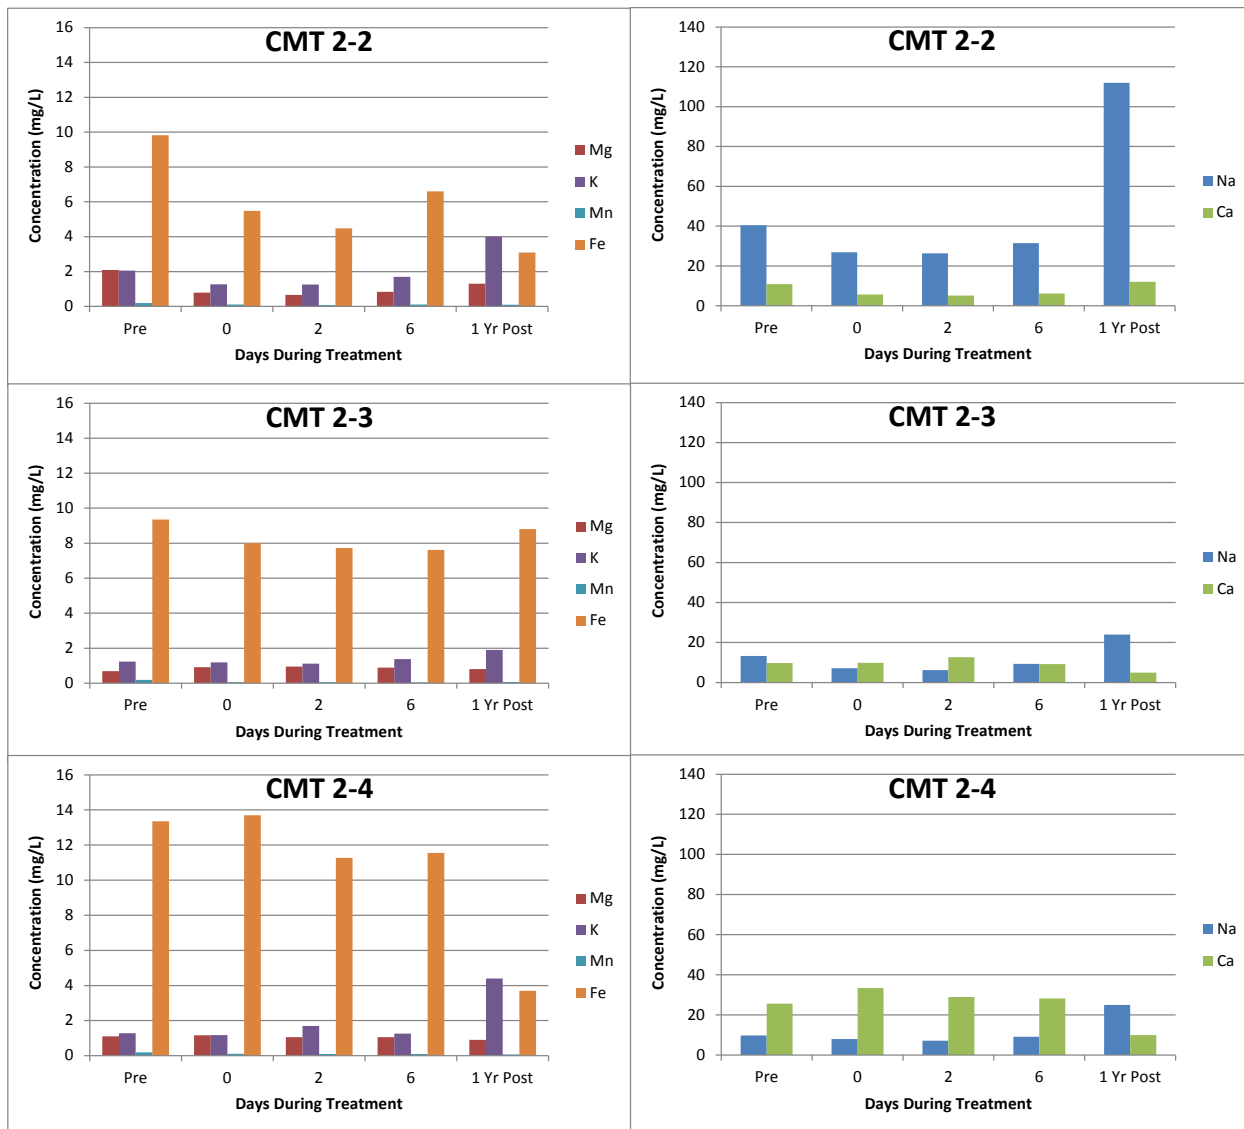 CMT 2-2
Concentration (mg/L)
16
14
12
10
8
6
4
2
0
Pre
0
2
6
1 Yr Post
Days During Treatment
Mg
K
Mn
Fe
CMT 2-2
Concentration (mg/L)
140
120
100
80
60
40
20
0
Pre
0
2
6
1 Yr Post
Days During Treatment
Na
Ca
CMT 2-3
Concentration (mg/L)
16
14
12
10
8
6
4
2
0
Pre
0
2
6
1 Yr Post
Days During Treatment
Mg
K
Mn
Fe
CMT 2-3
Concentration (mg/L)
140
120
100
80
60
40
20
0
Pre
0
2
6
1 Yr Post
Days During Treatment
Na
Ca
CMT 2-4
Concentration (mg/L)
16
14
12
10
8
6
4
2
0
Pre
0
2
6
1 Yr Post
Days During Treatment
Mg
K
Mn
Fe
CMT 2-4
Concentration (mg/L)
140
120
100
80
60
40
20
0
Pre
0
2
6
1 Yr Post
Days During Treatment
Na
Ca